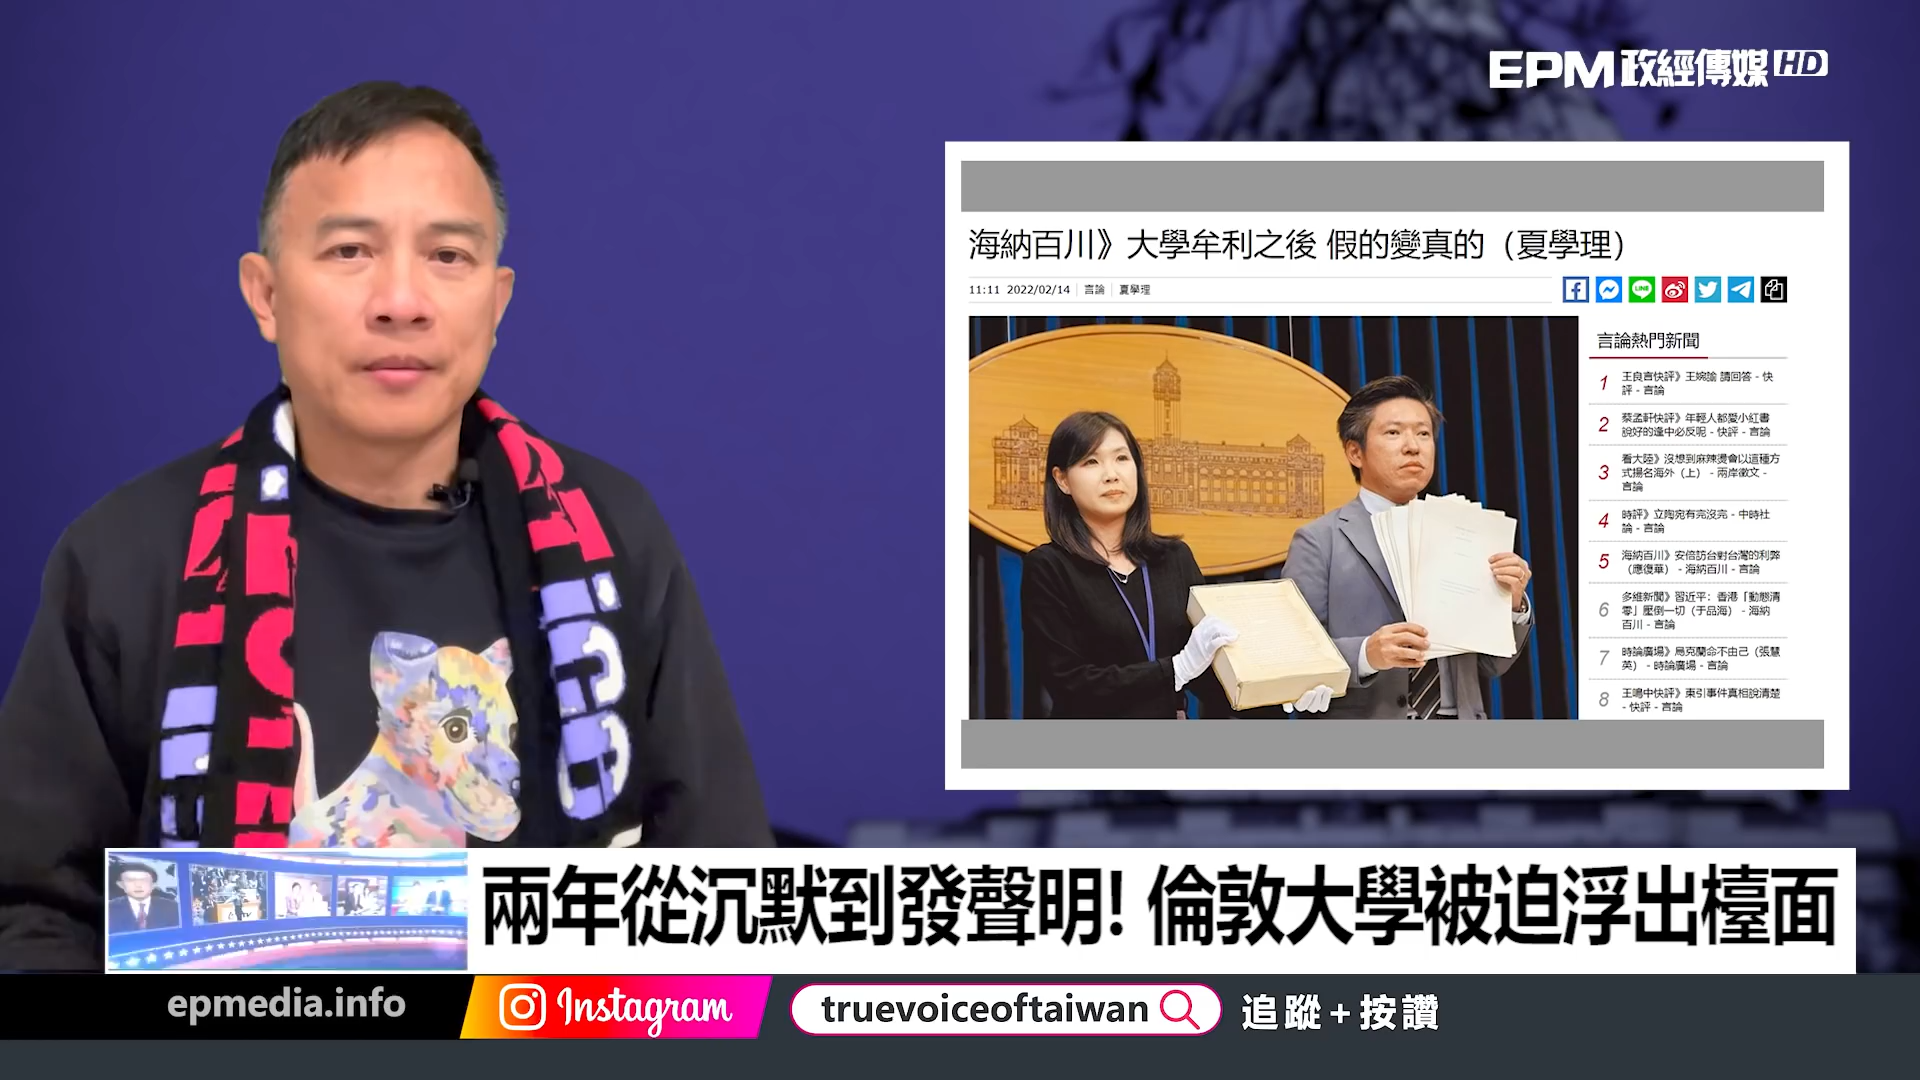 EPM政經傳媒HD
海納百川》大學牟利之後 假的變真的（夏學理）
11:11 2022/02/14 | 言論 | 夏學理
LINE
言論熱門新聞
1 王良言快評》王婉諭 請回答 - 快
評 - 言論
2 蔡孟軒快評》年輕人都愛小紅書
說好的逢中必反呢 - 快評 - 言論
3 看大陸》沒想到麻辣燙會以這種方
式揚名海外（上） - 兩岸徵文 -
言論
4 時評》立陶宛有完沒完 - 中時社
論 - 言論
5 海納百川》安倍訪台對台灣的利弊
（應復華） - 海納百川 - 言論
6 多維新聞》習近平：香港「動態清
零」壓倒一切（于品海） - 海納
百川 - 言論
7 時論廣場》烏克蘭命不由己（張慧
英） - 時論廣場 - 言論
8 王鳴中快評》東引事件真相說清楚
- 快評 - 言論
兩年從沉默到發聲明! 倫敦大學被迫浮出檯面
epmedia.info
Instagram
truevoiceoftaiwan
追蹤+按讚